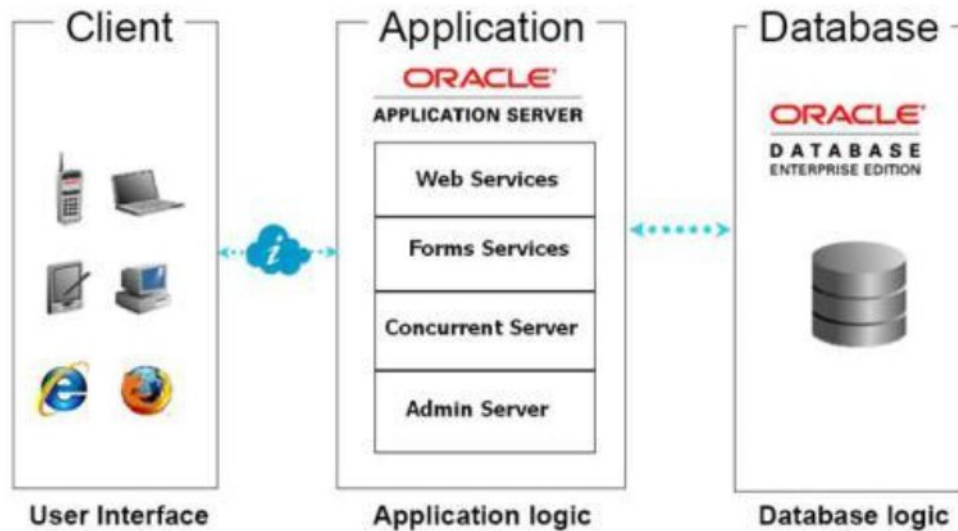 Client
Application
Database
ORACLE
APPLICATION SERVER
Web Services
Forms Services
Concurrent Server
Admin Server
ORACLE
DATABASE
ENTERPRISE EDITION
i
User Interface
Application logic
Database logic